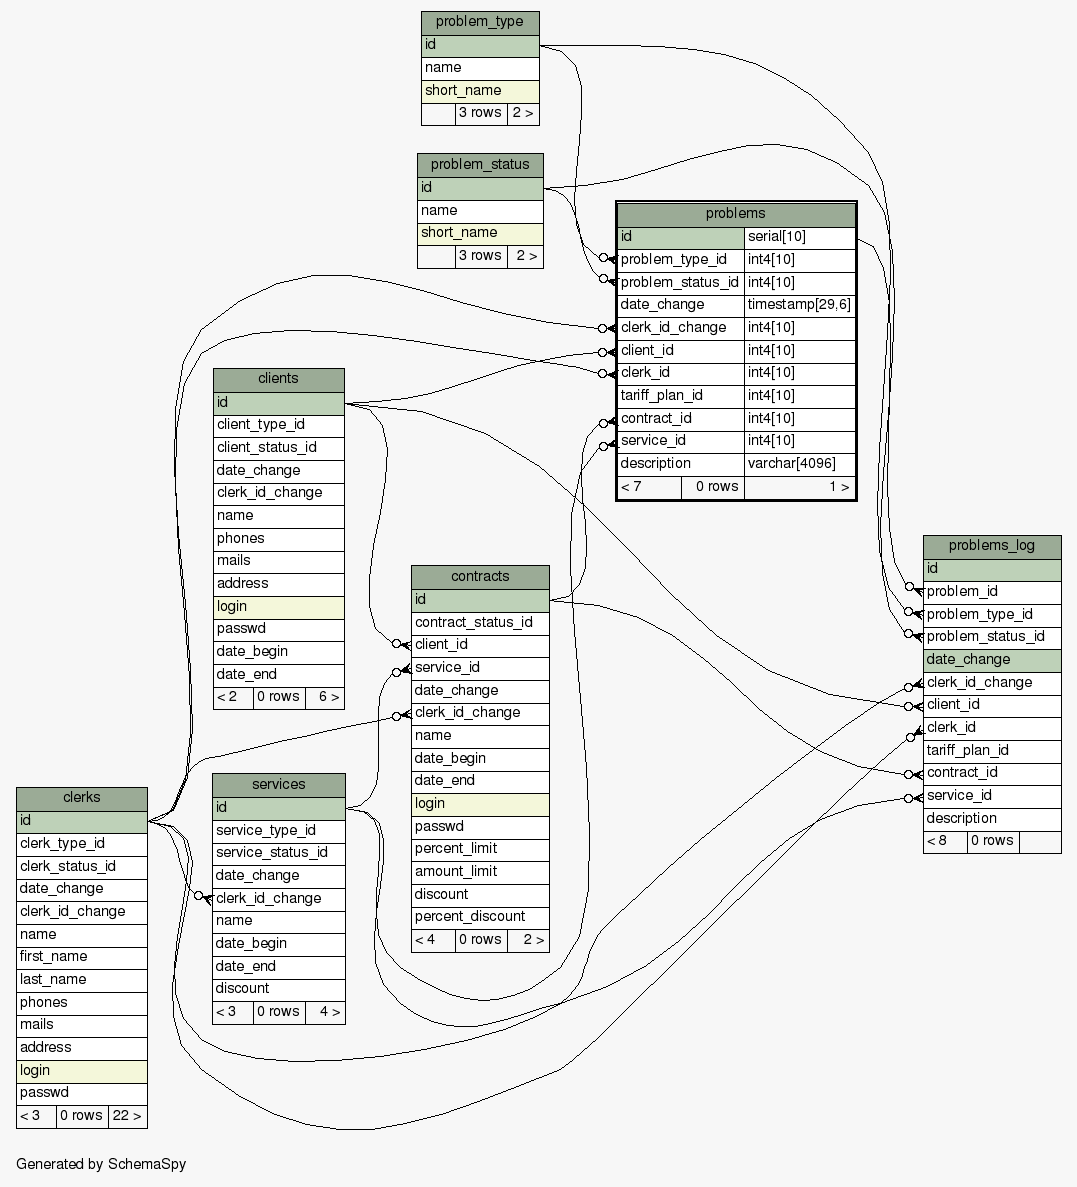 problem_type
id
name
short_name
3 rows 2 >
problem_status
id
name
short_name
3 rows 2 >
problems
id serial[10]
problem_type_id int4[10]
problem_status_id int4[10]
date_change timestamp[29,6]
clerk_id_change int4[10]
client_id int4[10]
clerk_id int4[10]
tariff_plan_id int4[10]
contract_id int4[10]
service_id int4[10]
description varchar[4096]
< 7 0 rows 1 >
clients
id
client_type_id
client_status_id
date_change
clerk_id_change
name
phones
mails
address
login
passwd
date_begin
date_end
< 2 0 rows 6 >
contracts
id
contract_status_id
client_id
service_id
date_change
clerk_id_change
name
date_begin
date_end
login
passwd
percent_limit
amount_limit
discount
percent_discount
< 4 0 rows 2 >
problems_log
id
problem_id
problem_type_id
problem_status_id
date_change
clerk_id_change
client_id
clerk_id
tariff_plan_id
contract_id
service_id
description
< 8 0 rows
services
id
service_type_id
service_status_id
date_change
clerk_id_change
name
date_begin
date_end
discount
< 3 0 rows 4 >
clerks
id
clerk_type_id
clerk_status_id
date_change
clerk_id_change
name
first_name
last_name
phones
mails
address
login
passwd
< 3 0 rows 22 >
Generated by SchemaSpy